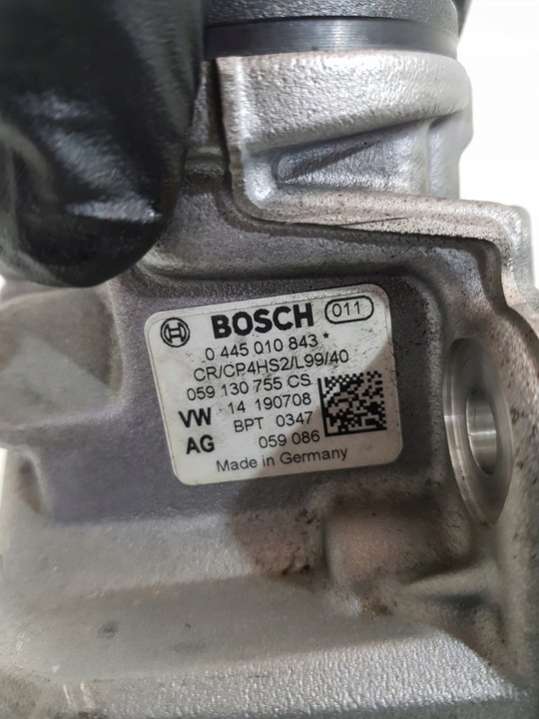 BOSCH 011
0 445 010 843 *
CR/CP4HS2/L99/40
059 130 755 CS
VW 14 190708
BPT 0347
AG 059 086
Made in Germany